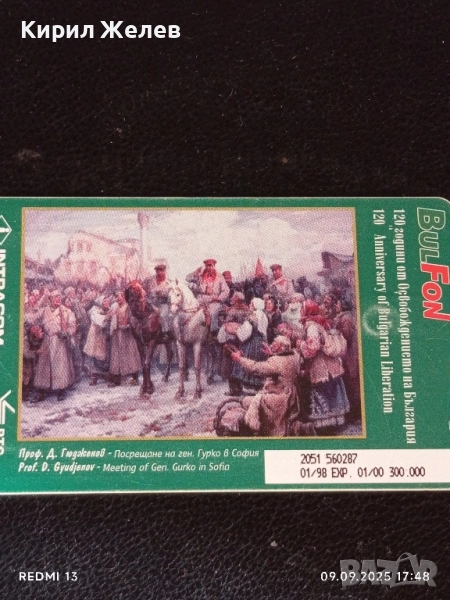 Кирил Желев
BULFON
120 години от Освобождението на България
120th Anniversary of Bulgarian Liberation
INTRACOM
Проф. Д. Гюдженов - Посрещане на ген. Гурко в София
Prof. D. Gyudjenov - Meeting of Gen. Gurko in Sofia
2051 560287
01/98 EXP. 01/00 300.000
REDMI 13
09.09.2025 17:48
BAZAR